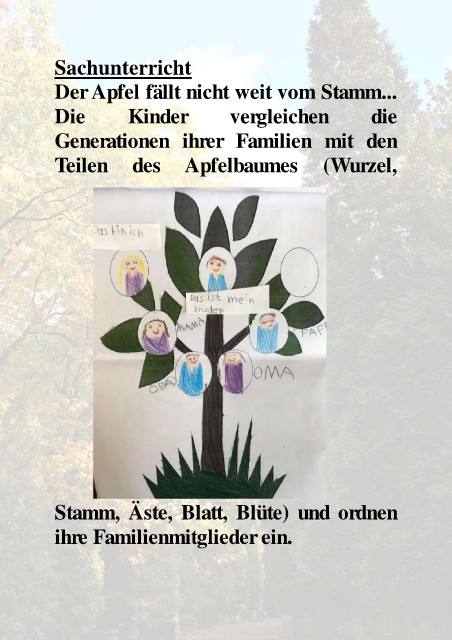 Sachunterricht
Der Apfel fällt nicht weit vom Stamm...
Die Kinder vergleichen die
Generationen ihrer Familien mit den
Teilen des Apfelbaumes (Wurzel,
Das bin ich
Das ist mein
Bruder
MAMA
PAPA
OPA
OMA
Stamm, Äste, Blatt, Blüte) und ordnen
ihre Familienmitglieder ein.